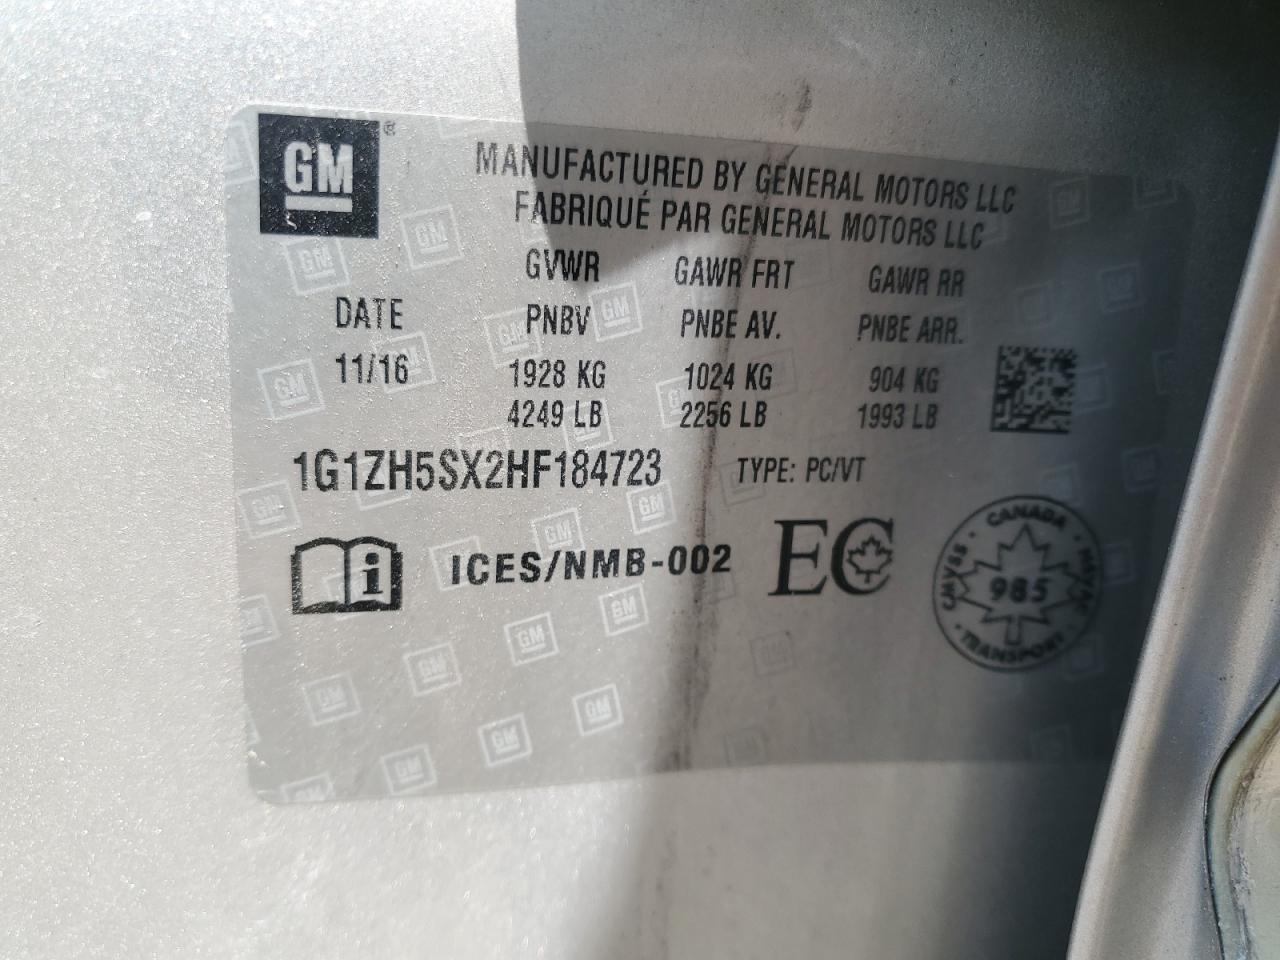 GM
MANUFACTURED BY GENERAL MOTORS LLC
FABRIQUÉ PAR GENERAL MOTORS LLC
GVWR GAWR FRT GAWR RR
DATE PNBV PNBE AV. PNBE ARR.
11/16 1928 KG 1024 KG 904 KG
4249 LB 2256 LB 1993 LB
1G1ZH5SX2HF184723 TYPE: PC/VT
i ICES/NMB-002 EC
CANADA
CMVSS 985 NSVAC
TRANSPORT